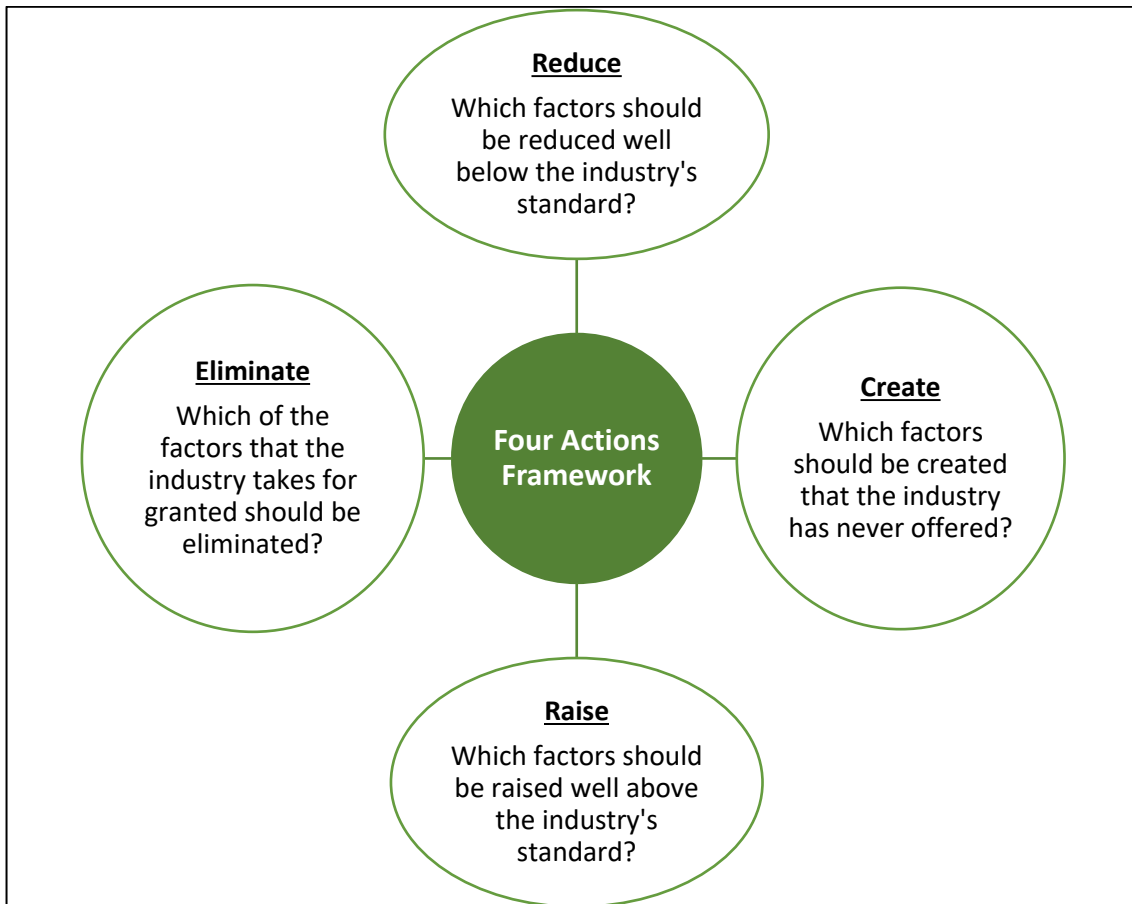 Reduce
Which factors should
be reduced well
below the industry's
standard?
Eliminate
Which of the
factors that the
industry takes for
granted should be
eliminated?
Four Actions
Framework
Create
Which factors
should be created
that the industry
has never offered?
Raise
Which factors should
be raised well above
the industry's
standard?